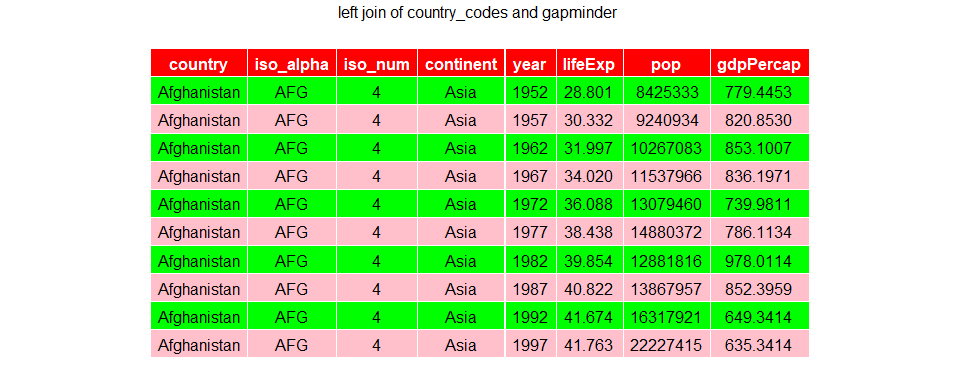 left join of country_codes and gapminder
country iso_alpha iso_num continent year lifeExp pop gdpPercap
Afghanistan AFG 4 Asia 1952 28.801 8425333 779.4453
Afghanistan AFG 4 Asia 1957 30.332 9240934 820.8530
Afghanistan AFG 4 Asia 1962 31.997 10267083 853.1007
Afghanistan AFG 4 Asia 1967 34.020 11537966 836.1971
Afghanistan AFG 4 Asia 1972 36.088 13079460 739.9811
Afghanistan AFG 4 Asia 1977 38.438 14880372 786.1134
Afghanistan AFG 4 Asia 1982 39.854 12881816 978.0114
Afghanistan AFG 4 Asia 1987 40.822 13867957 852.3959
Afghanistan AFG 4 Asia 1992 41.674 16317921 649.3414
Afghanistan AFG 4 Asia 1997 41.763 22227415 635.3414